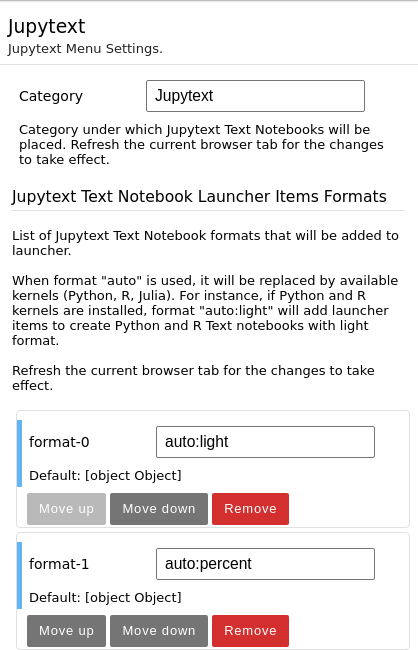 Jupytext
Jupytext Menu Settings.
Category
Jupytext
Category under which Jupytext Text Notebooks will be
placed. Refresh the current browser tab for the changes
to take effect.
Jupytext Text Notebook Launcher Items Formats
List of Jupytext Text Notebook formats that will be added to
launcher.
When format "auto" is used, it will be replaced by available
kernels (Python, R, Julia). For instance, if Python and R
kernels are installed, format "auto:light" will add launcher
items to create Python and R Text notebooks with light
format.
Refresh the current browser tab for the changes to take
effect.
format-0
auto:light
Default: [object Object]
Move up Move down Remove
format-1
auto:percent
Default: [object Object]
Move up Move down Remove